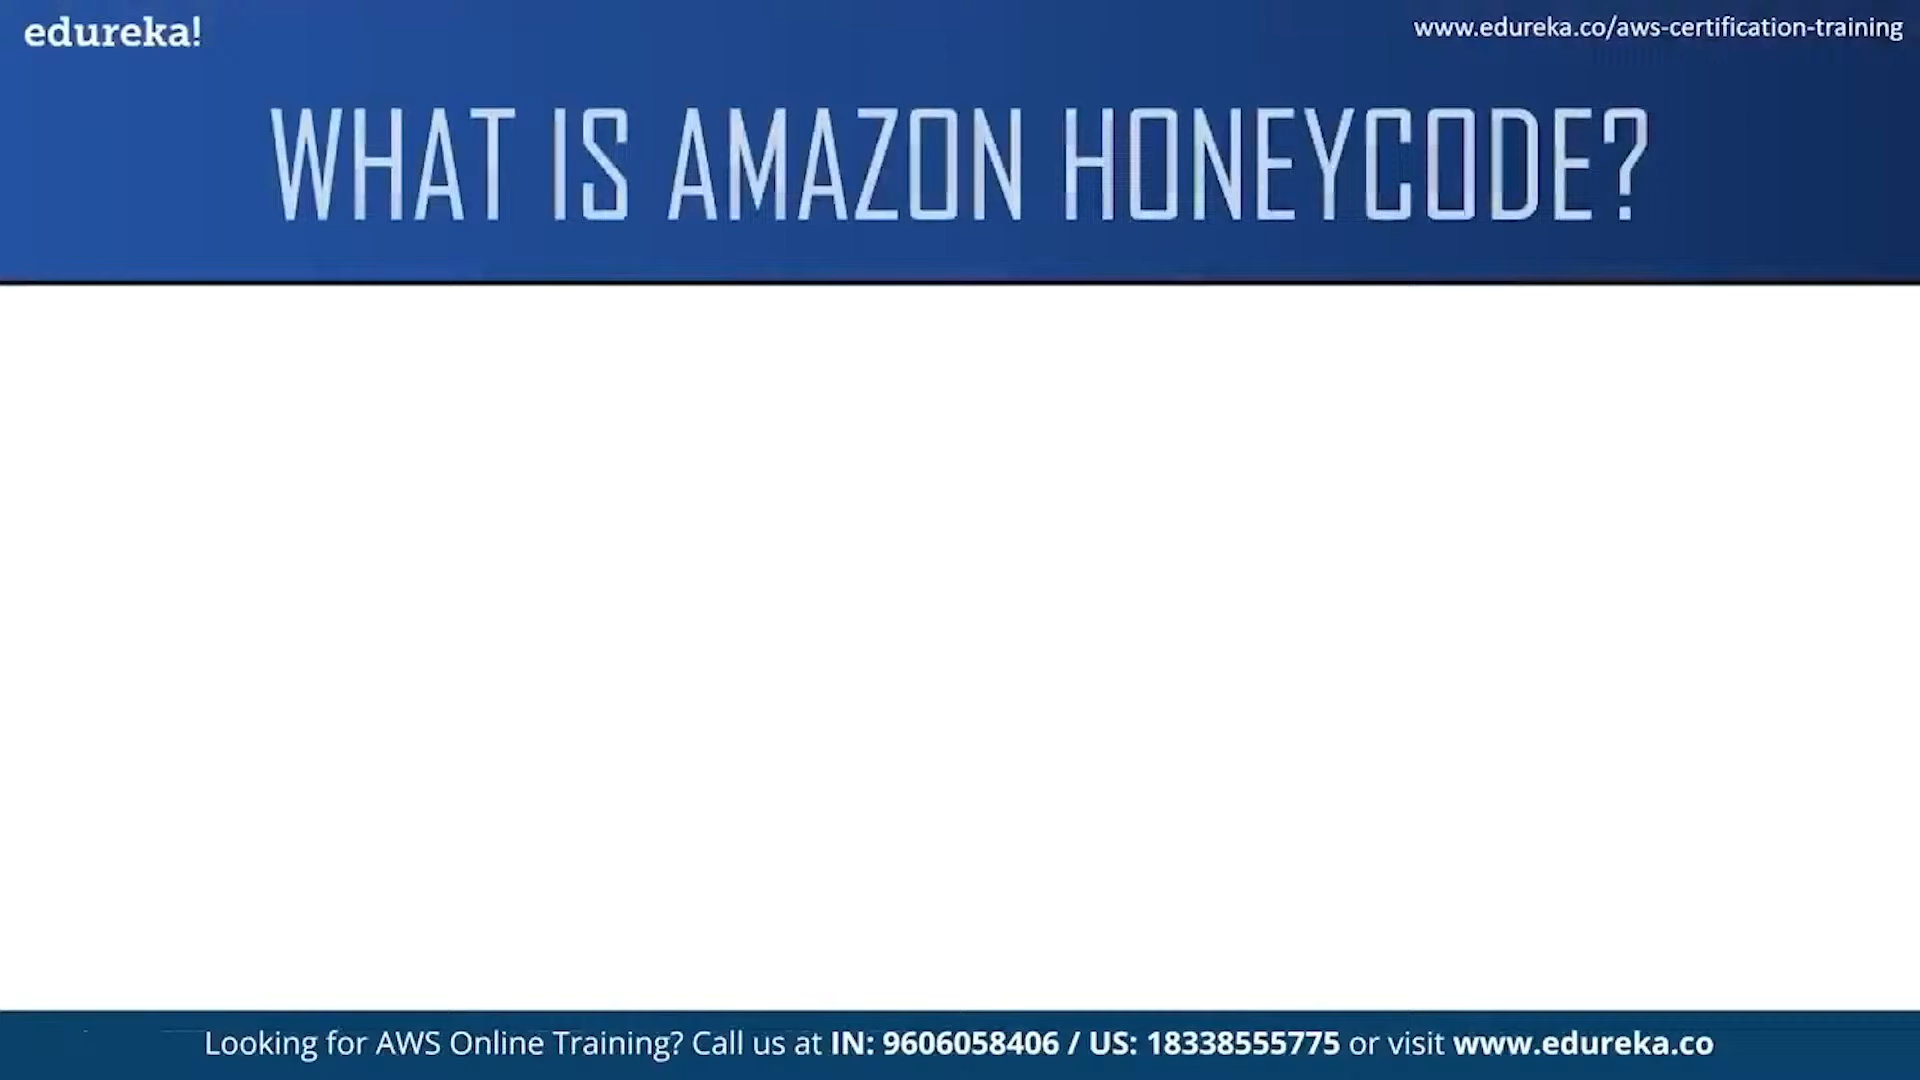 edureka!
www.edureka.co/aws-certification-training
WHAT IS AMAZON HONEYCODE?
Looking for AWS Online Training? Call us at IN: 9606058406 / US: 18338555775 or visit www.edureka.co